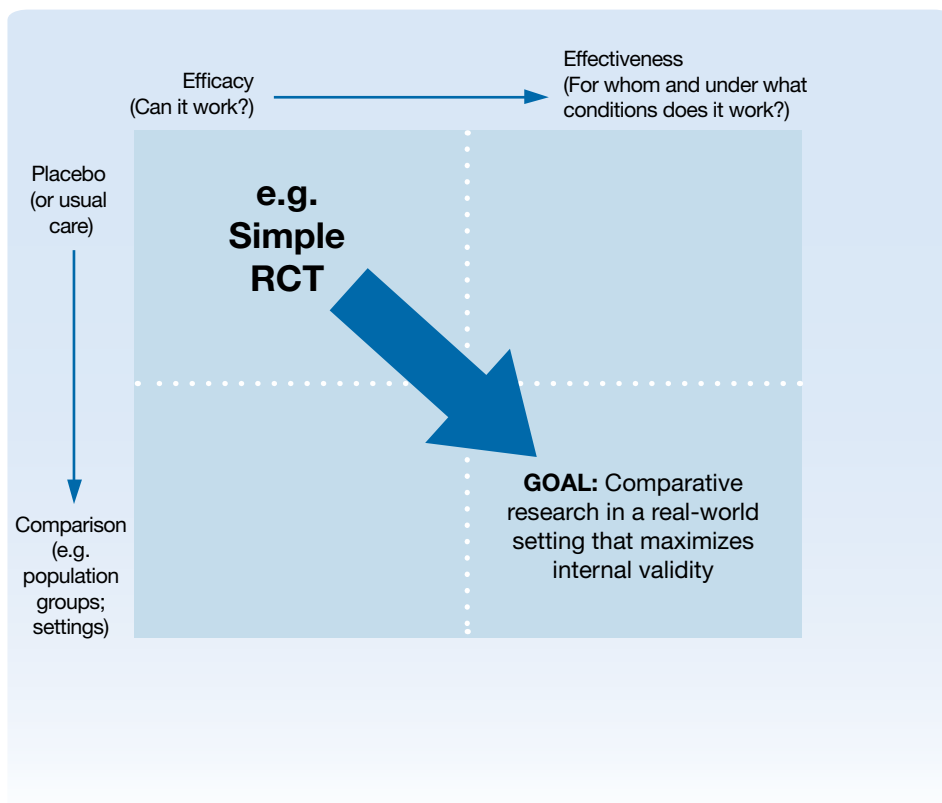 Efficacy
(Can it work?)
Effectiveness
(For whom and under what
conditions does it work?)
Placebo
(or usual
care)
e.g.
Simple
RCT
Comparison
(e.g.
population
groups;
settings)
GOAL: Comparative
research in a real-world
setting that maximizes
internal validity